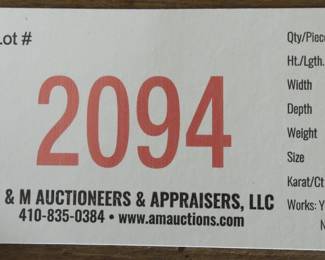 Lot #
2094
& M AUCTIONEERS & APPRAISERS, LLC
410-835-0384 • www.amauctions.com
Qty/Piece
Ht./Lgth.
Width
Depth
Weight
Size
Karat/Ct
Works: Y
N